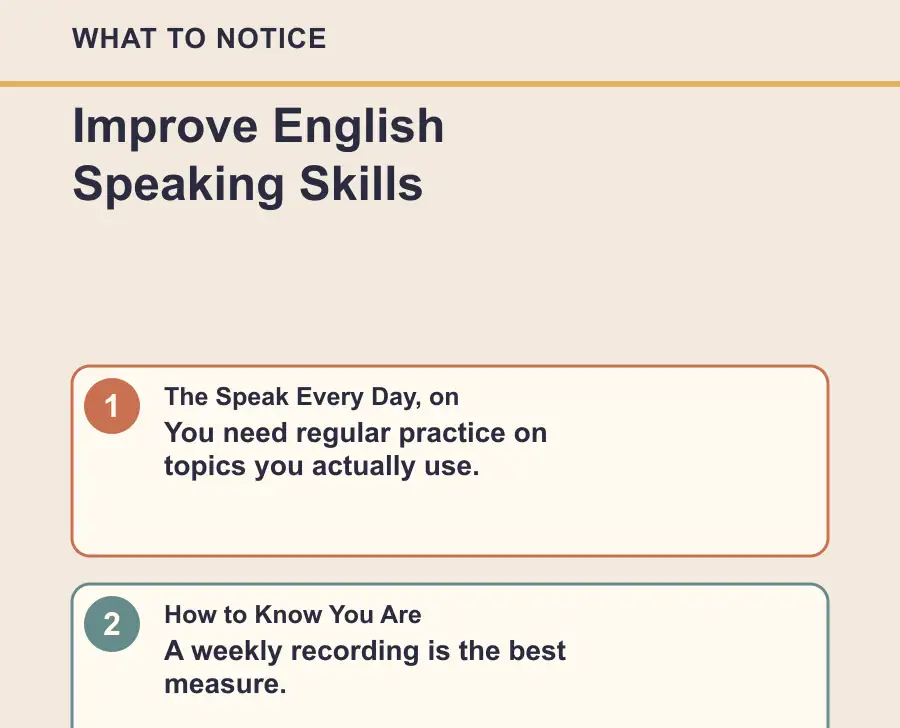 WHAT TO NOTICE
Improve English
Speaking Skills
1
The Speak Every Day, on
You need regular practice on
topics you actually use.
2
How to Know You Are
A weekly recording is the best
measure.